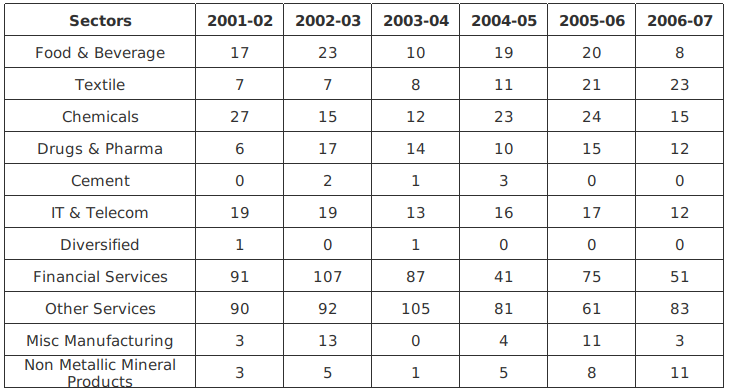 Sectors 2001-02 2002-03 2003-04 2004-05 2005-06 2006-07
Food & Beverage 17 23 10 19 20 8
Textile 7 7 8 11 21 23
Chemicals 27 15 12 23 24 15
Drugs & Pharma 6 17 14 10 15 12
Cement 0 2 1 3 0 0
IT & Telecom 19 19 13 16 17 12
Diversified 1 0 1 0 0 0
Financial Services 91 107 87 41 75 51
Other Services 90 92 105 81 61 83
Misc Manufacturing 3 13 0 4 11 3
Non Metallic Mineral
Products 3 5 1 5 8 11